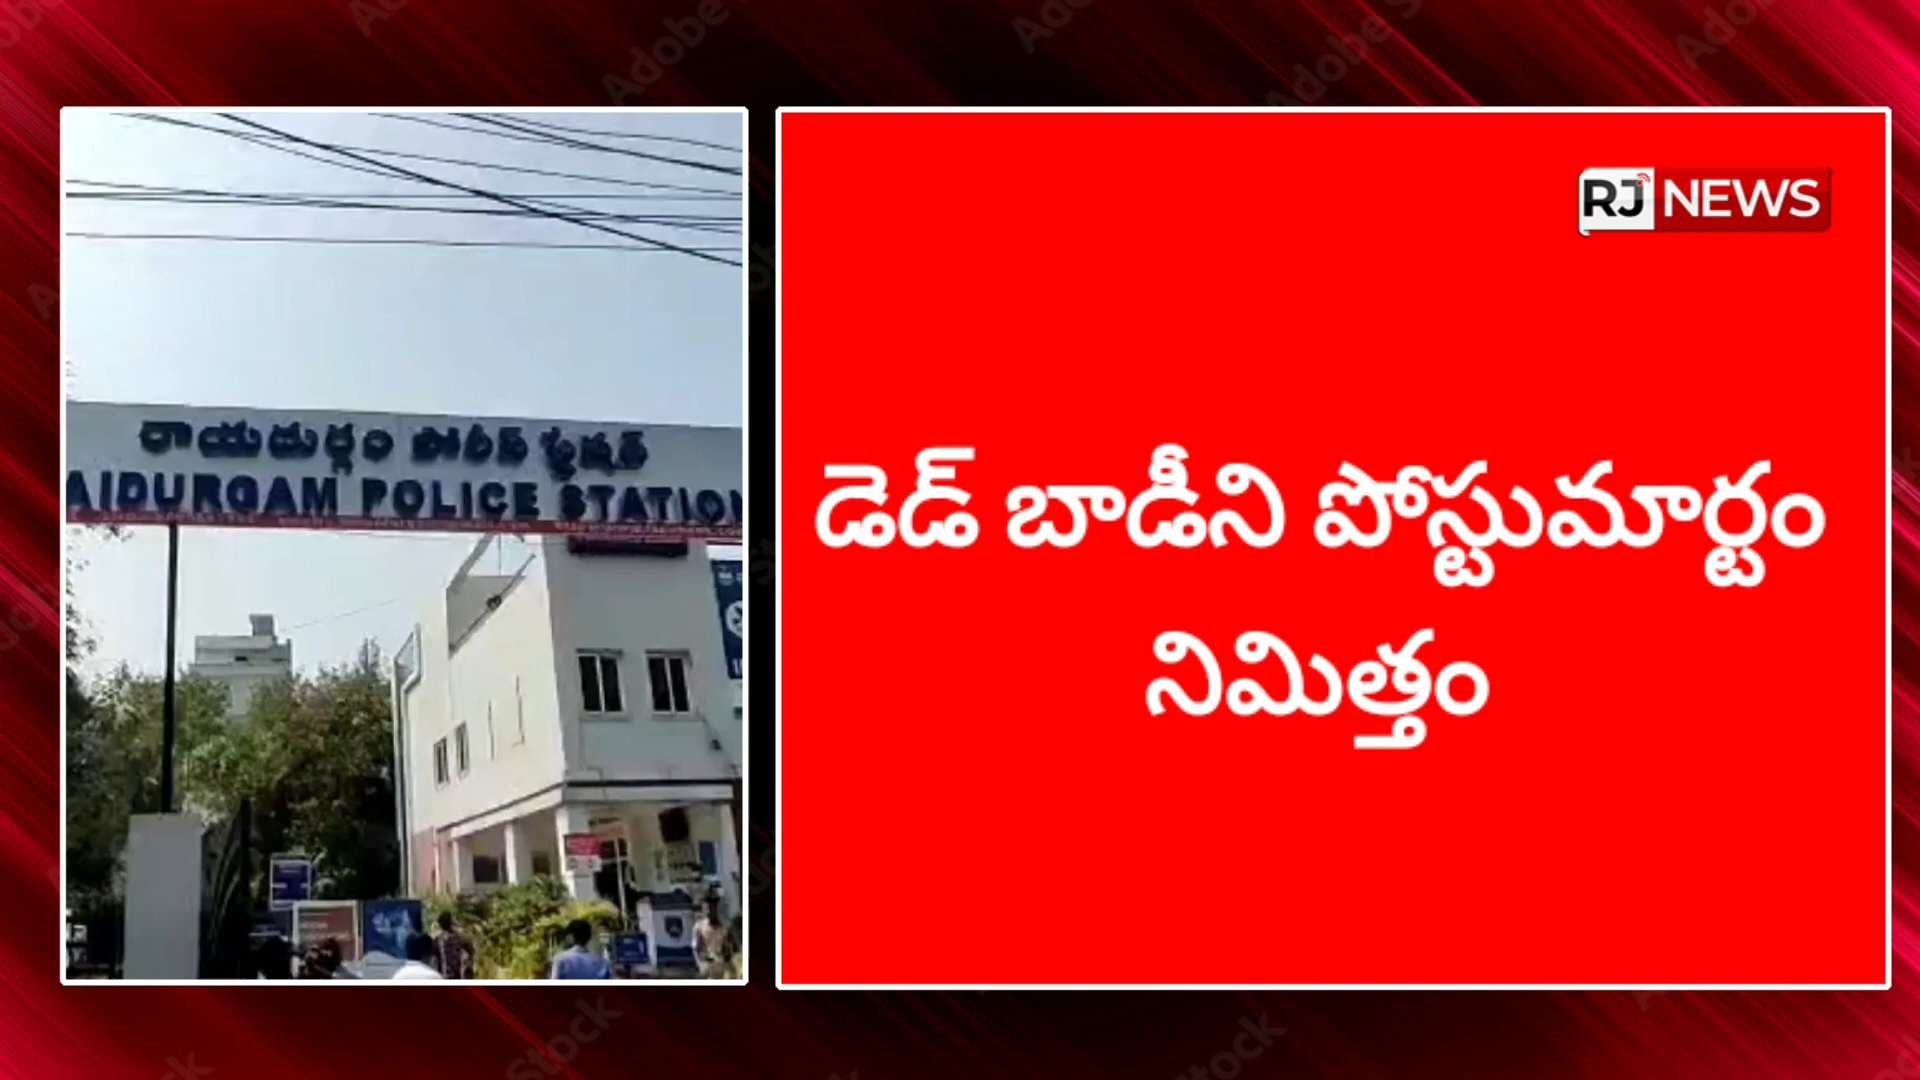 RJ NEWS
రాయదుర్గం పోలీస్ స్టేషన్
AIDURGAM POLICE STATION
డెడ్ బాడీని పోస్టుమార్టం
నిమిత్తం